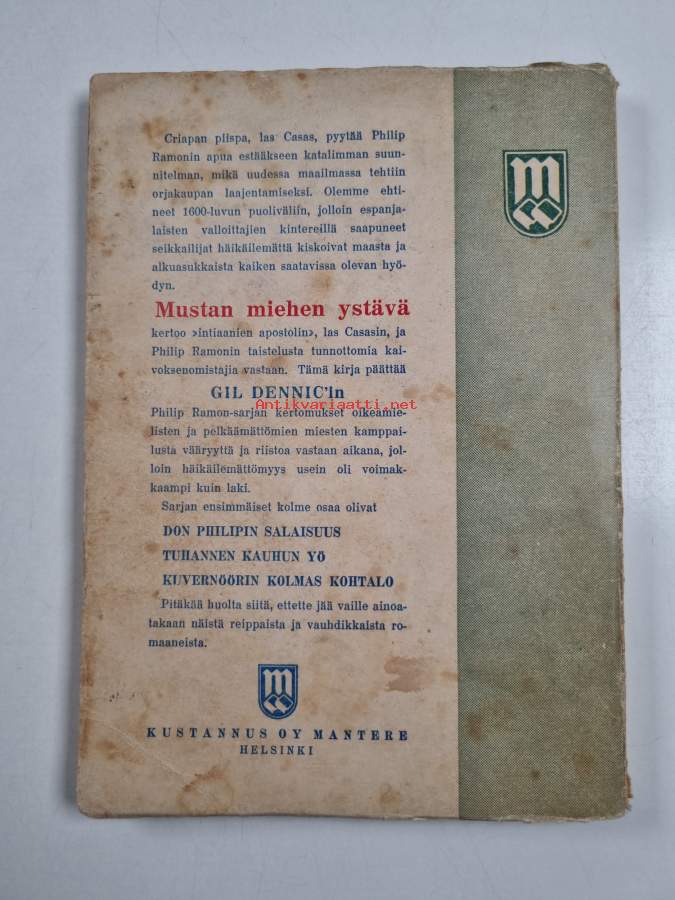 Criapan piispa, las Casas, pyytää Philip
Ramonin apua estääkseen katalimman suun-
nitelman, mikä uudessa maailmassa tehtiin
orjakaupan laajentamiseksi. Olemme ehti-
neet 1600-luvun puoliväliin, jolloin espanja-
laisten valloittajien kintereillä saapuneet
seikkailijat häikäilemättä kiskoivat maasta ja
alkuasukkaista kaiken saatavissa olevan hyö-
dyn.
Mustan miehen ystävä
kertoo »intiaanien apostolin», las Casasin, ja
Philip Ramonin taistelusta tunnottomia kai-
voksenomistajia vastaan. Tämä kirja päättää
GIL DENNIC'in
Antikvariaatti.net
Philip Ramon-sarjan kertomukset oikeamie-
listen ja pelkäämättömien miesten kamppai-
lusta vääryyttä ja riistoa vastaan aikana, jol-
loin häikäilemättömyys usein oli voimak-
kaampi kuin laki.
Sarjan ensimmäiset kolme osaa olivat
DON PHILIPIN SALAISUUS
TUHANNEN KAUHUN YÖ
KUVERNÖÖRIN KOLMAS KOHTALO
Pitäkää huolta siitä, ettette jää vaille ainoa-
takaan näistä reippaista ja vauhdikkaista ro-
maaneista.
KUSTANNUS OY MANTERE
HELSINKI